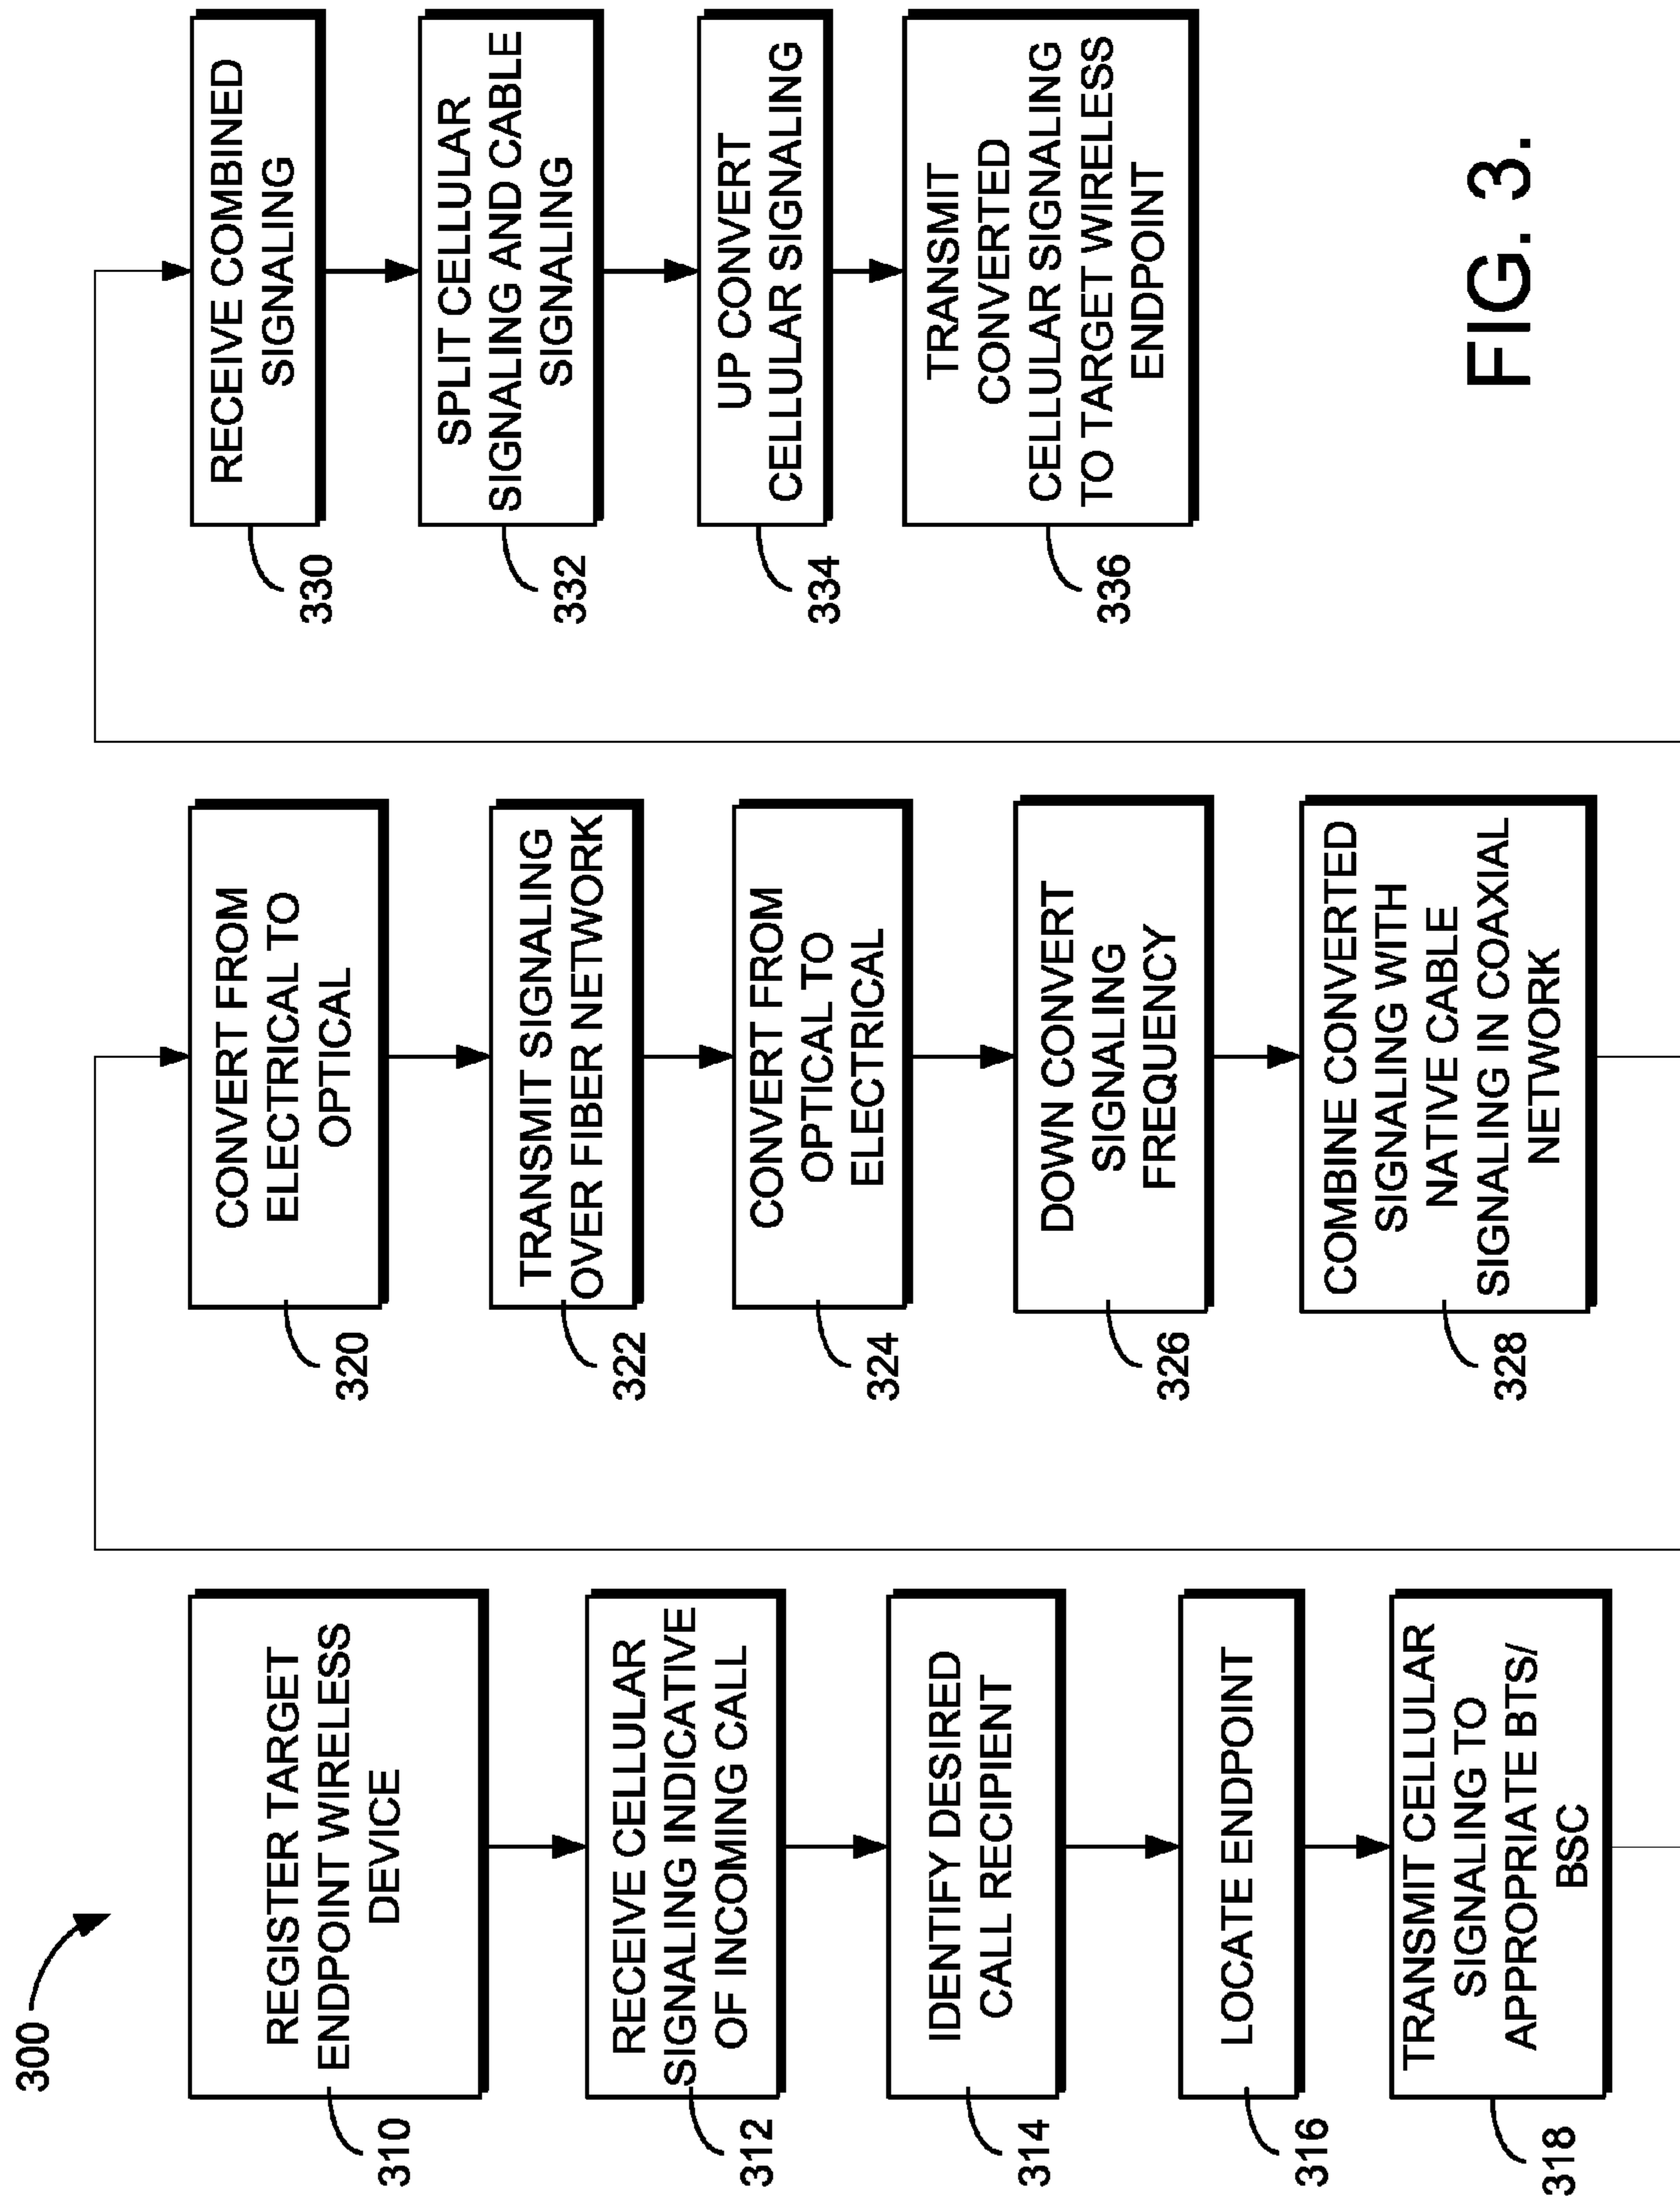 300
310
REGISTER TARGET
ENDPOINT WIRELESS
DEVICE
312
RECEIVE CELLULAR
SIGNALING INDICATIVE
OF INCOMING CALL
314
IDENTIFY DESIRED
CALL RECIPIENT
316
LOCATE ENDPOINT
318
TRANSMIT CELLULAR
SIGNALING TO
APPROPRIATE BTS/
BSC
320
CONVERT FROM
ELECTRICAL TO
OPTICAL
322
TRANSMIT SIGNALING
OVER FIBER NETWORK
324
CONVERT FROM
OPTICAL TO
ELECTRICAL
326
DOWN CONVERT
SIGNALING
FREQUENCY
328
COMBINE CONVERTED
SIGNALING WITH
NATIVE CABLE
SIGNALING IN COAXIAL
NETWORK
330
RECEIVE COMBINED
SIGNALING
332
SPLIT CELLULAR
SIGNALING AND CABLE
SIGNALING
334
UP CONVERT
CELLULAR SIGNALING
336
TRANSMIT
CONVERTED
CELLULAR SIGNALING
TO TARGET WIRELESS
ENDPOINT
FIG. 3.